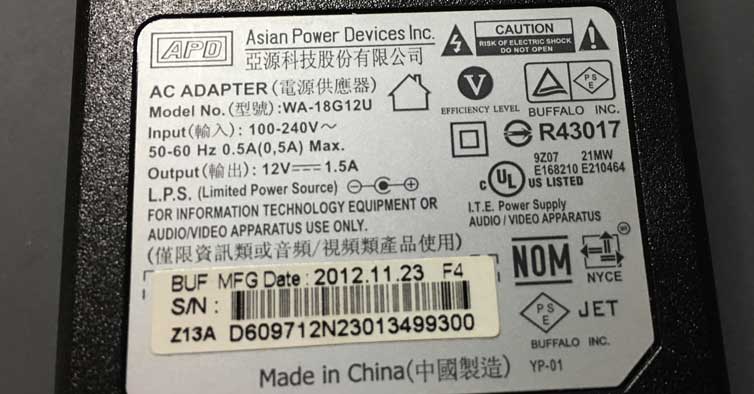 APD
Asian Power Devices Inc.
亞源科技股份有限公司
CAUTION
RISK OF ELECTRIC SHOCK
DO NOT OPEN
AC ADAPTER (電源供應器)
Model No.(型號):WA-18G12U
Input(輸入): 100-240V~
50-60 Hz 0.5A(0,5A) Max.
Output(輸出): 12V⎓1.5A
L.P.S. (Limited Power Source)
FOR INFORMATION TECHNOLOGY EQUIPMENT OR
AUDIO/VIDEO APPARATUS USE ONLY.
(僅限資訊類或音頻/視頻類產品使用)
V
EFFICIENCY LEVEL
PS
E
BUFFALO INC.
R43017
9Z07 21MW
E168210 E210464
c UL US LISTED
I.T.E. Power Supply
AUDIO/VIDEO APPARATUS
NOM
NYCE
PS
E
JET
BUFFALO INC.
YP-01
BUF MFG Date : 2012.11.23 F4
S/N :
Z13A D609712N23013499300
Made in China(中國製造)